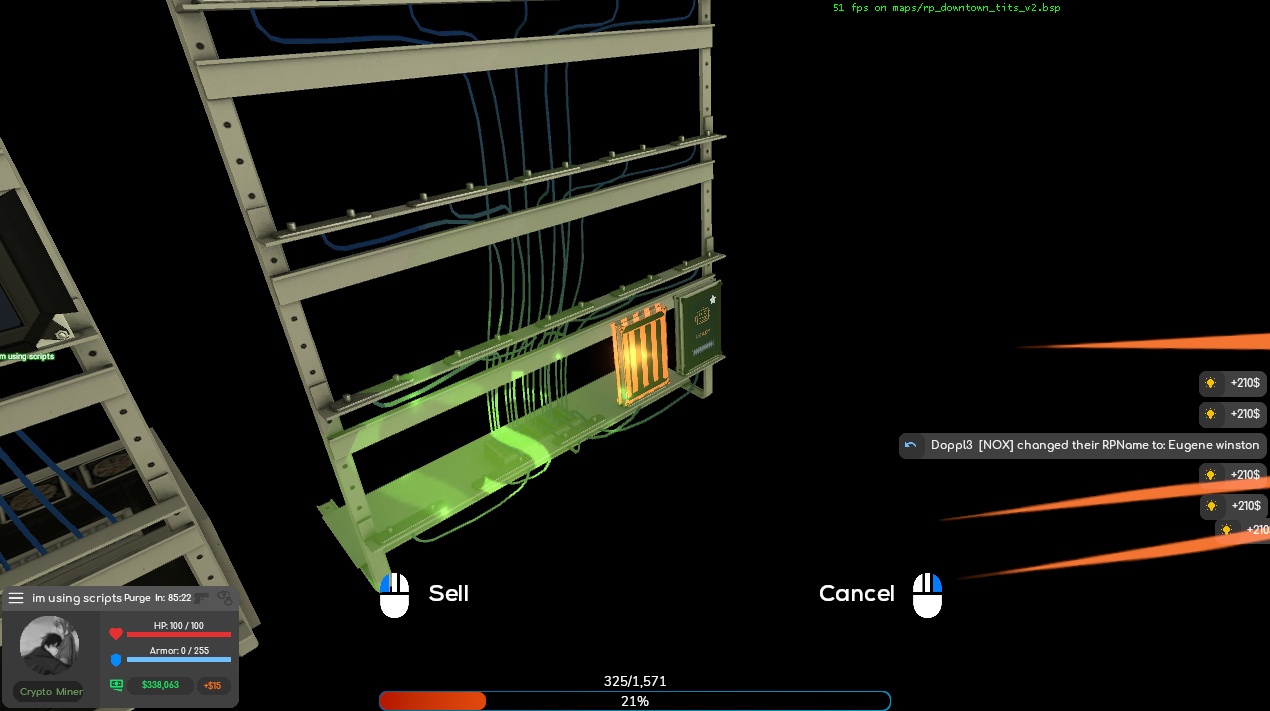 51 fps on maps/rp_downtown_tits_v2.bsp
m using scripts
+210$
+210$
Doppl3 [NOX] changed their RPName to: Eugene winston
+210$
+210$
+210
Sell
Cancel
im using scripts Purge In: 85:22
HP: 100 / 100
Armor: 0 / 255
Crypto Miner
$338,063
+$15
325/1,571
21%